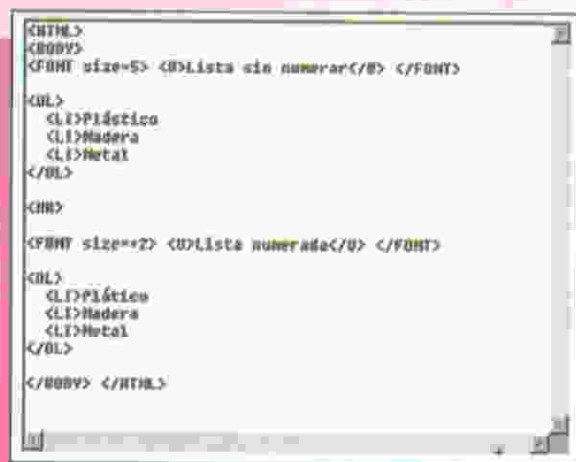 <HTML>
<BODY>
<FONT size=5> <U>Lista sin numerar</U> </FONT>
<UL>
<LI>Plástico
<LI>Madera
<LI>Metal
</UL>
<HR>
<FONT size=+2> <U>Lista numerada</U> </FONT>
<OL>
<LI>Plático
<LI>Madera
<LI>Metal
</OL>
</BODY> </HTML>